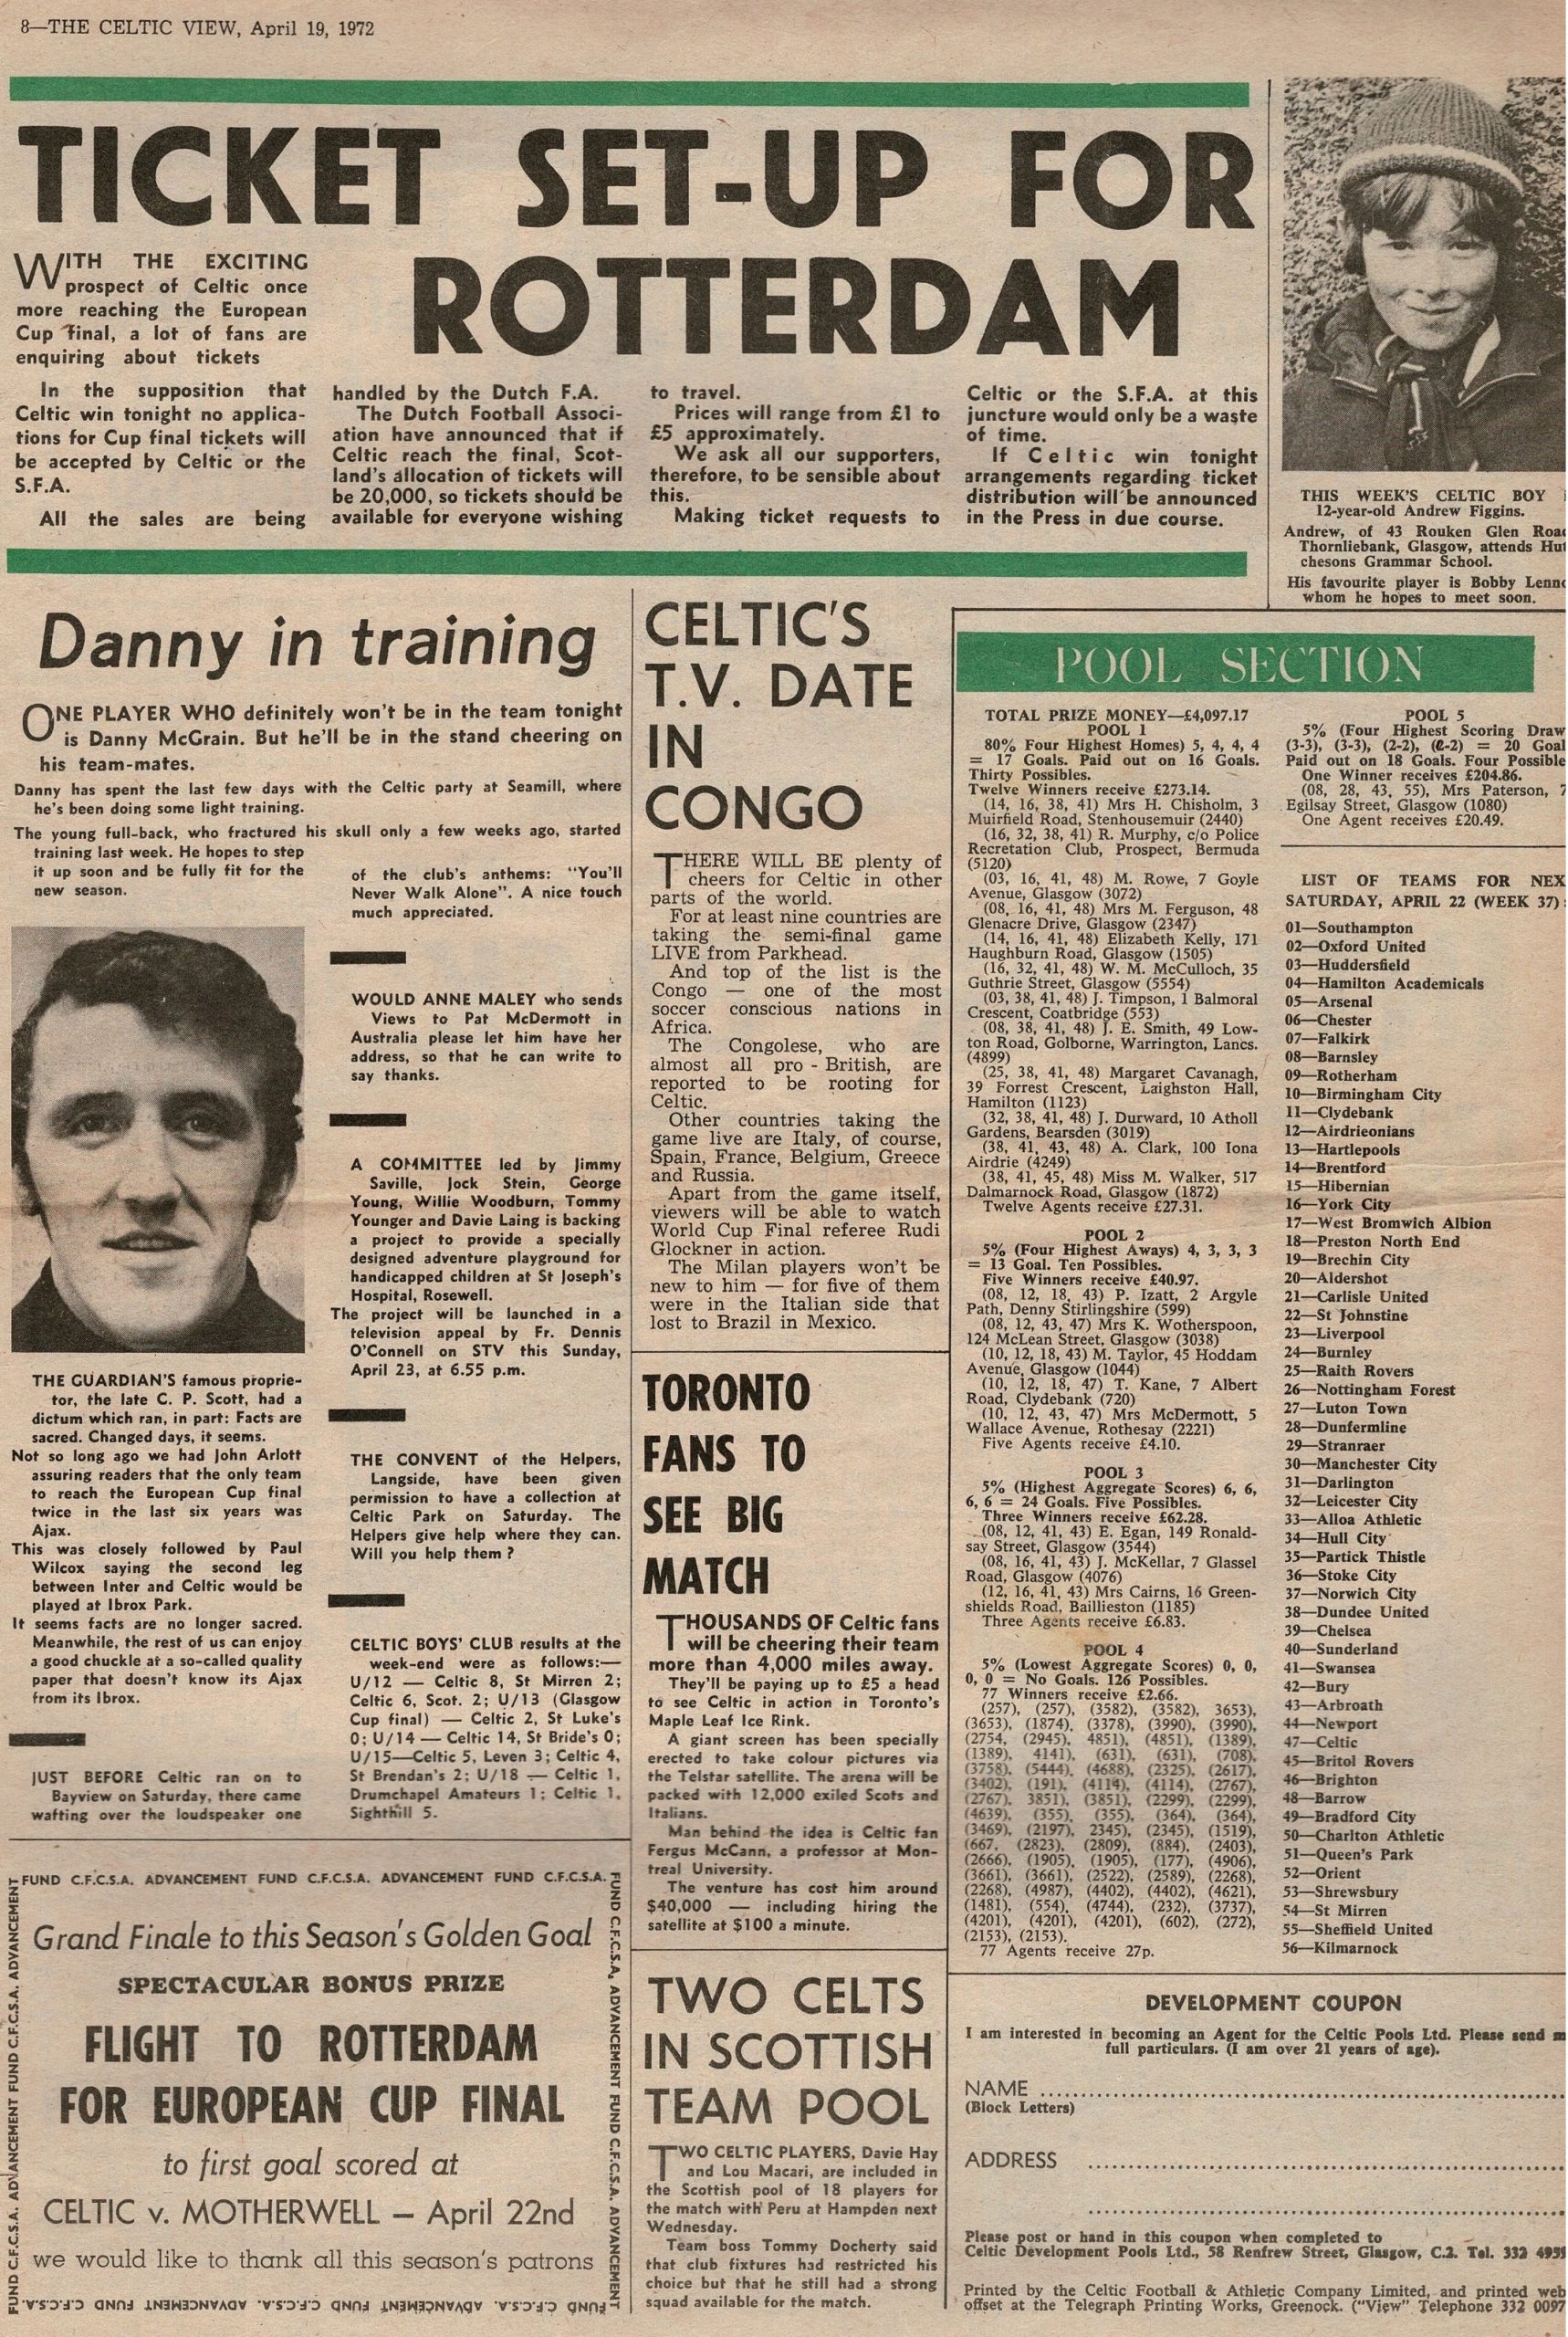 8—THE CELTIC VIEW, April 19, 1972
TICKET SET-UP FOR
ROTTERDAM
WITH THE EXCITING
prospect of Celtic once
more reaching the European
Cup final, a lot of fans are
enquiring about tickets
In the supposition that
Celtic win tonight no applica-
tions for Cup final tickets will
be accepted by Celtic or the
S.F.A.
All the sales are being
handled by the Dutch F.A.
The Dutch Football Associ-
ation have announced that if
Celtic reach the final, Scot-
land's allocation of tickets will
be 20,000, so tickets should be
available for everyone wishing
to travel.
Prices will range from £1 to
£5 approximately.
We ask all our supporters,
therefore, to be sensible about
this.
Making ticket requests to
Celtic or the S.F.A. at this
juncture would only be a waste
of time.
If Celtic win tonight
arrangements regarding ticket
distribution will be announced
in the Press in due course.
THIS WEEK'S CELTIC BOY
12-year-old Andrew Figgins.
Andrew, of 43 Rouken Glen Road
Thornliebank, Glasgow, attends Hut
chesons Grammar School.
His favourite player is Bobby Lenno
whom he hopes to meet soon.
Danny in training
ONE PLAYER WHO definitely won't be in the team tonight
is Danny McGrain. But he'll be in the stand cheering on
his team-mates.
Danny has spent the last few days with the Celtic party at Seamill, where
he's been doing some light training.
The young full-back, who fractured his skull only a few weeks ago, started
training last week. He hopes to step
it up soon and be fully fit for the
new season.
THE GUARDIAN'S famous proprie-
tor, the late C. P. Scott, had a
dictum which ran, in part: Facts are
sacred. Changed days, it seems.
Not so long ago we had John Arlott
assuring readers that the only team
to reach the European Cup final
twice in the last six years was
Ajax.
This was closely followed by Paul
Wilcox saying the second leg
between Inter and Celtic would be
played at Ibrox Park.
It seems facts are no longer sacred.
Meanwhile, the rest of us can enjoy
a good chuckle at a so-called quality
paper that doesn't know its Ajax
from its Ibrox.
JUST BEFORE Celtic ran on to
Bayview on Saturday, there came
wafting over the loudspeaker one
of the club's anthems: "You'll
Never Walk Alone". A nice touch
much appreciated.
WOULD ANNE MALEY who sends
Views to Pat McDermott in
Australia please let him have her
address, so that he can write to
say thanks.
A COMMITTEE led by Jimmy
Saville, Jock Stein, George
Young, Willie Woodburn, Tommy
Younger and Davie Laing is backing
a project to provide a specially
designed adventure playground for
handicapped children at St Joseph's
Hospital, Rosewell.
The project will be launched in a
television appeal by Fr. Dennis
O'Connell on STV this Sunday,
April 23, at 6.55 p.m.
THE CONVENT of the Helpers,
Langside, have been given
permission to have a collection at
Celtic Park on Saturday. The
Helpers give help where they can.
Will you help them?
CELTIC BOYS' CLUB results at the
week-end were as follows:—
U/12 — Celtic 8, St Mirren 2;
Celtic 6, Scot. 2; U/13 (Glasgow
Cup final) — Celtic 2, St Luke's
0; U/14 — Celtic 14, St Bride's 0;
U/15—Celtic 5, Leven 3; Celtic 4,
St Brendan's 2; U/18 — Celtic 1,
Drumchapel Amateurs 1; Celtic 1,
Sighthill 5.
FUND C.F.C.S.A. ADVANCEMENT FUND C.F.C.S.A. ADVANCEMENT FUND C.F.C.S.A.
Grand Finale to this Season's Golden Goal
SPECTACULAR BONUS PRIZE
FLIGHT TO ROTTERDAM
FOR EUROPEAN CUP FINAL
to first goal scored at
CELTIC v. MOTHERWELL — April 22nd
we would like to thank all this season's patrons
FUND C.F.C.S.A. ADVANCEMENT FUND C.F.C.S.A. ADVANCEMENT FUND C.F.C.S.A. ADVANCEMENT
FUND C.F.C.S.A. ADVANCEMENT FUND C.F.C.S.A. ADVANCEMENT FUND C.F.C.S.A. ADVANCEMENT
FUND C.F.C.S.A. ADVANCEMENT FUND C.F.C.S.A. ADVANCEMENT FUND C.F.C.S.A.
CELTIC'S
T.V. DATE
IN
CONGO
THERE WILL BE plenty of
cheers for Celtic in other
parts of the world.
For at least nine countries are
taking the semi-final game
LIVE from Parkhead.
And top of the list is the
Congo — one of the most
soccer conscious nations in
Africa.
The Congolese, who are
almost all pro - British, are
reported to be rooting for
Celtic.
Other countries taking the
game live are Italy, of course,
Spain, France, Belgium, Greece
and Russia.
Apart from the game itself,
viewers will be able to watch
World Cup Final referee Rudi
Glockner in action.
The Milan players won't be
new to him — for five of them
were in the Italian side that
lost to Brazil in Mexico.
TORONTO
FANS TO
SEE BIG
MATCH
THOUSANDS OF Celtic fans
will be cheering their team
more than 4,000 miles away.
They'll be paying up to £5 a head
to see Celtic in action in Toronto's
Maple Leaf Ice Rink.
A giant screen has been specially
erected to take colour pictures via
the Telstar satellite. The arena will be
packed with 12,000 exiled Scots and
Italians.
Man behind the idea is Celtic fan
Fergus McCann, a professor at Mon-
treal University.
The venture has cost him around
$40,000 — including hiring the
satellite at $100 a minute.
TWO CELTS
IN SCOTTISH
TEAM POOL
TWO CELTIC PLAYERS, Davie Hay
and Lou Macari, are included in
the Scottish pool of 18 players for
the match with Peru at Hampden next
Wednesday.
Team boss Tommy Docherty said
that club fixtures had restricted his
choice but that he still had a strong
squad available for the match.
POOL SECTION
TOTAL PRIZE MONEY—£4,097.17
POOL 1
80% Four Highest Homes) 5, 4, 4, 4
= 17 Goals. Paid out on 16 Goals.
Thirty Possibles.
Twelve Winners receive £273.14.
(14, 16, 38, 41) Mrs H. Chisholm, 3
Muirfield Road, Stenhousemuir (2440)
(16, 32, 38, 41) R. Murphy, c/o Police
Recretation Club, Prospect, Bermuda
(5120)
(03, 16, 41, 48) M. Rowe, 7 Goyle
Avenue, Glasgow (3072)
(08, 16, 41, 48) Mrs M. Ferguson, 48
Glenacre Drive, Glasgow (2347)
(14, 16, 41, 48) Elizabeth Kelly, 171
Haughburn Road, Glasgow (1505)
(16, 32, 41, 48) W. M. McCulloch, 35
Guthrie Street, Glasgow (5554)
(03, 38, 41, 48) J. Timpson, 1 Balmoral
Crescent, Coatbridge (553)
(08, 38, 41, 48) J. E. Smith, 49 Low-
ton Road, Golborne, Warrington, Lancs.
(4899)
(25, 38, 41, 48) Margaret Cavanagh,
39 Forrest Crescent, Laighston Hall,
Hamilton (1123)
(32, 38, 41, 48) J. Durward, 10 Atholl
Gardens, Bearsden (3019)
(38, 41, 43, 48) A. Clark, 100 Iona
Airdrie (4249)
(38, 41, 45, 48) Miss M. Walker, 517
Dalmarnock Road, Glasgow (1872)
Twelve Agents receive £27.31.
POOL 2
5% (Four Highest Aways) 4, 3, 3, 3
= 13 Goal. Ten Possibles.
Five Winners receive £40.97.
(08, 12, 18, 43) P. Izatt, 2 Argyle
Path, Denny Stirlingshire (599)
(08, 12, 43, 47) Mrs K. Wotherspoon,
124 McLean Street, Glasgow (3038)
(10, 12, 18, 43) M. Taylor, 45 Hoddam
Avenue, Glasgow (1044)
(10, 12, 18, 47) T. Kane, 7 Albert
Road, Clydebank (720)
(10, 12, 43, 47) Mrs McDermott, 5
Wallace Avenue, Rothesay (2221)
Five Agents receive £4.10.
POOL 3
5% (Highest Aggregate Scores) 6, 6,
6, 6 = 24 Goals. Five Possibles.
Three Winners receive £62.28.
(08, 12, 41, 43) E. Egan, 149 Ronald-
say Street, Glasgow (3544)
(08, 16, 41, 43) J. McKellar, 7 Glassel
Road, Glasgow (4076)
(12, 16, 41, 43) Mrs Cairns, 16 Green-
shields Road, Baillieston (1185)
Three Agents receive £6.83.
POOL 4
5% (Lowest Aggregate Scores) 0, 0,
0, 0 = No Goals. 126 Possibles.
77 Winners receive £2.66.
(257), (257), (3582), (3582), 3653),
(3653), (1874), (3378), (3990), (3990),
(2754, (2945), 4851), (4851), (1389),
(1389), 4141), (631), (631), (708),
(3758), (5444), (4688), (2325), (2617),
(3402), (191), (4114), (4114), (2767),
(2767), 3851), (3851), (2299), (2299),
(4639), (355), (355), (364), (364),
(3469), (2197), 2345), (2345), (1519),
(667, (2823), (2809), (884), (2403),
(2666), (1905), (1905), (177), (4906),
(3661), (3661), (2522), (2589), (2268),
(2268), (4987), (4402), (4402), (4621),
(1481), (554), (4744), (232), (3737),
(4201), (4201), (4201), (602), (272),
(2153), (2153).
77 Agents receive 27p.
POOL 5
5% (Four Highest Scoring Draw
(3-3), (3-3), (2-2), (2-2) = 20 Goal
Paid out on 18 Goals. Four Possible
One Winner receives £204.86.
(08, 28, 43, 55), Mrs Paterson, 7
Egilsay Street, Glasgow (1080)
One Agent receives £20.49.
LIST OF TEAMS FOR NEX
SATURDAY, APRIL 22 (WEEK 37):
01—Southampton
02—Oxford United
03—Huddersfield
04—Hamilton Academicals
05—Arsenal
06—Chester
07—Falkirk
08—Barnsley
09—Rotherham
10—Birmingham City
11—Clydebank
12—Airdrieonians
13—Hartlepools
14—Brentford
15—Hibernian
16—York City
17—West Bromwich Albion
18—Preston North End
19—Brechin City
20—Aldershot
21—Carlisle United
22—St Johnstine
23—Liverpool
24—Burnley
25—Raith Rovers
26—Nottingham Forest
27—Luton Town
28—Dunfermline
29—Stranraer
30—Manchester City
31—Darlington
32—Leicester City
33—Alloa Athletic
34—Hull City
35—Partick Thistle
36—Stoke City
37—Norwich City
38—Dundee United
39—Chelsea
40—Sunderland
41—Swansea
42—Bury
43—Arbroath
44—Newport
47—Celtic
45—Britol Rovers
46—Brighton
48—Barrow
49—Bradford City
50—Charlton Athletic
51—Queen's Park
52—Orient
53—Shrewsbury
54—St Mirren
55—Sheffield United
56—Kilmarnock
DEVELOPMENT COUPON
I am interested in becoming an Agent for the Celtic Pools Ltd. Please send m
full particulars. (I am over 21 years of age).
NAME
(Block Letters)
ADDRESS
Please post or hand in this coupon when completed to
Celtic Development Pools Ltd., 58 Renfrew Street, Glasgow, C.2. Tel. 332 495
Printed by the Celtic Football & Athletic Company Limited, and printed web
offset at the Telegraph Printing Works, Greenock. ("View" Telephone 332 0097